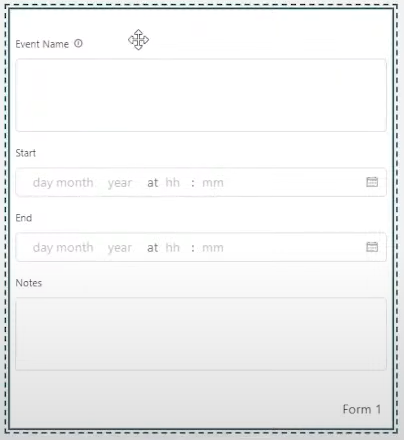 Event Name
Start
day month year at hh : mm
End
day month year at hh : mm
Notes
Form 1